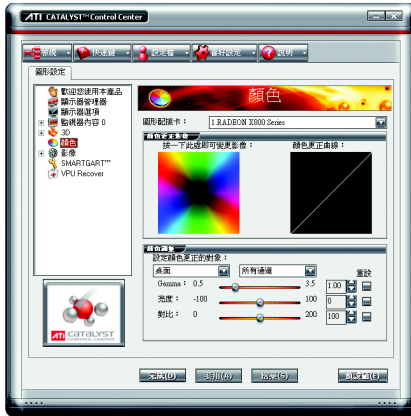 ATI CATALYST™ Control Center
檢視 快速鍵 設定檔 喜好設定 說明
圖形設定
歡迎您使用本產品
顯示器管理器
顯示器選項
監視器內容 0
3D
顏色
影像
SMARTGART™
VPU Recover
ATI CATALYST
CONTROL CENTER
顏色
圖形配接卡：
1.RADEON X800 Series
顏色更正影像
按一下此處即可變更影像：
顏色更正曲線：
顏色調整
設定顏色更正的對象：
桌面
所有通道
重設
Gamma： 0.5 3.5 1.00
亮度： -100 100 0
對比： 0 200 100
完成(D) 套用(A) 預設值(E)